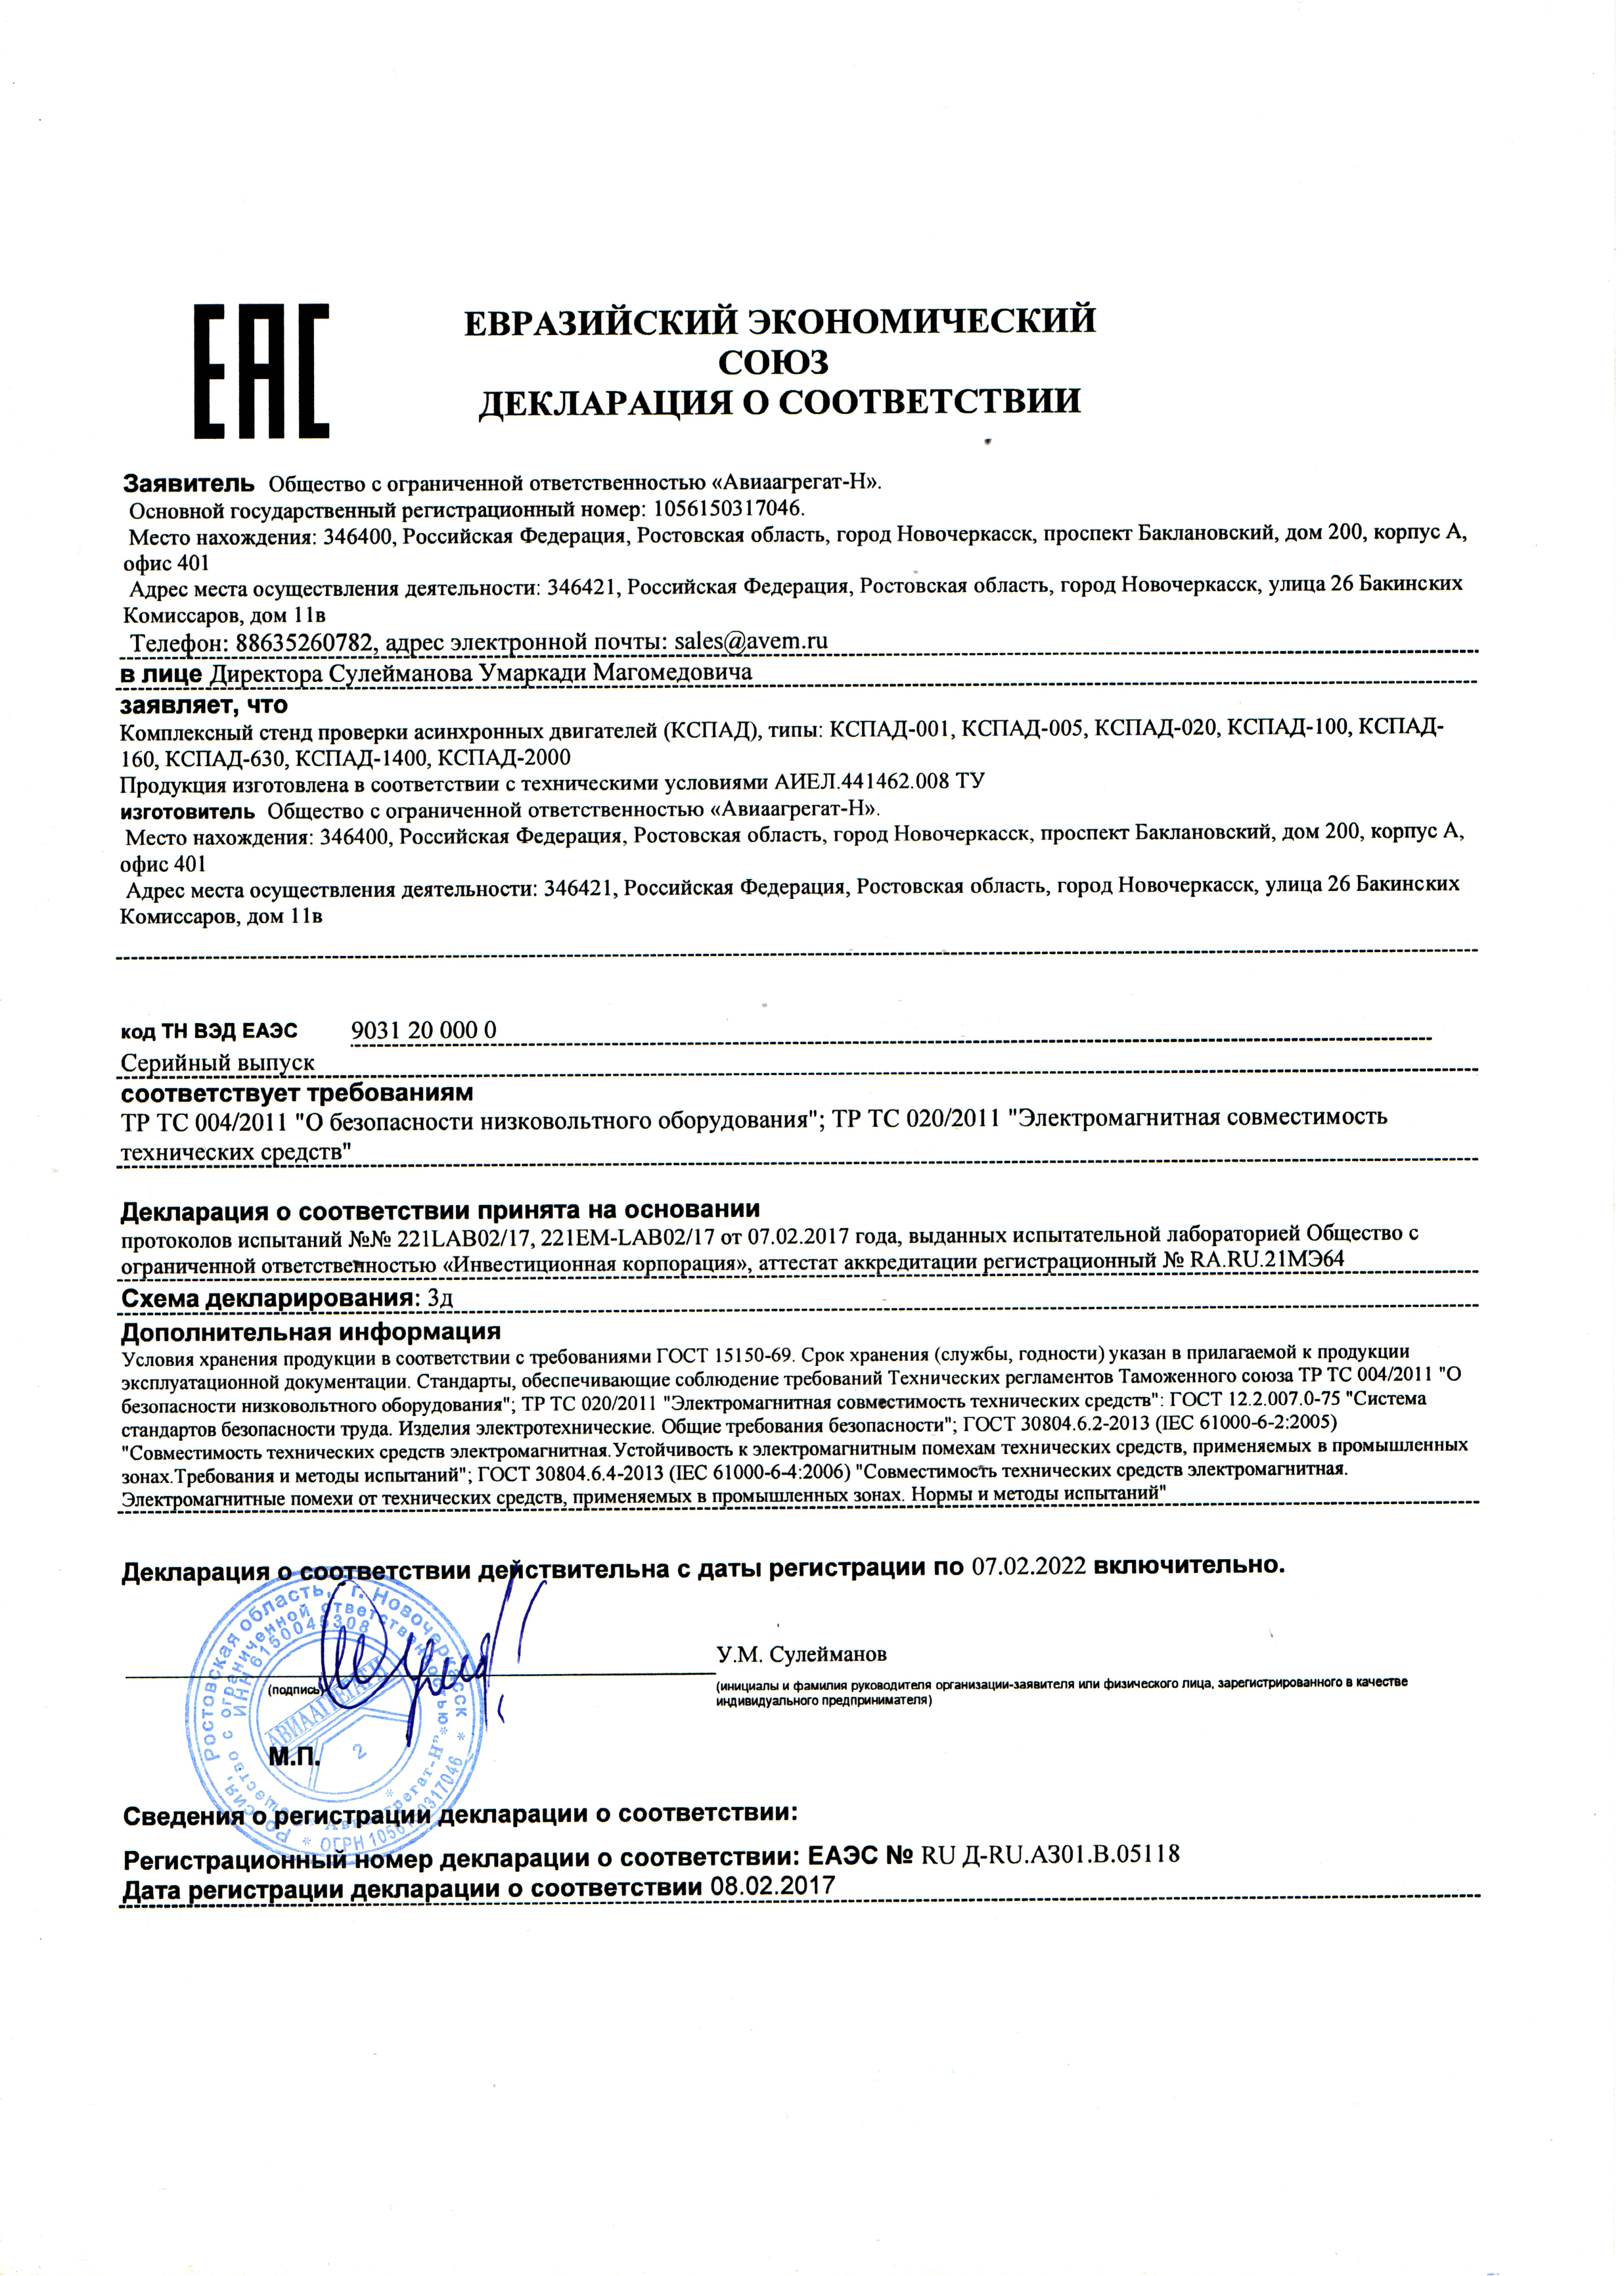 ЕАС
ЕВРАЗИЙСКИЙ ЭКОНОМИЧЕСКИЙ
СОЮЗ
ДЕКЛАРАЦИЯ О СООТВЕТСТВИИ
Заявитель Общество с ограниченной ответственностью «Авиаагрегат-Н».
Основной государственный регистрационный номер: 1056150317046.
Место нахождения: 346400, Российская Федерация, Ростовская область, город Новочеркасск, проспект Баклановский, дом 200, корпус А,
офис 401
Адрес места осуществления деятельности: 346421, Российская Федерация, Ростовская область, город Новочеркасск, улица 26 Бакинских
Комиссаров, дом 11в
Телефон: 88635260782, адрес электронной почты: sales@avem.ru
в лице Директора Сулейманова Умаркади Магомедовича
заявляет, что
Комплексный стенд проверки асинхронных двигателей (КСПАД), типы: КСПАД-001, КСПАД-005, КСПАД-020, КСПАД-100, КСПАД-
160, КСПАД-630, КСПАД-1400, КСПАД-2000
Продукция изготовлена в соответствии с техническими условиями АИЕЛ.441462.008 ТУ
изготовитель Общество с ограниченной ответственностью «Авиаагрегат-Н».
Место нахождения: 346400, Российская Федерация, Ростовская область, город Новочеркасск, проспект Баклановский, дом 200, корпус А,
офис 401
Адрес места осуществления деятельности: 346421, Российская Федерация, Ростовская область, город Новочеркасск, улица 26 Бакинских
Комиссаров, дом 11в
код ТН ВЭД ЕАЭС 9031 20 000 0
Серийный выпуск
соответствует требованиям
ТР ТС 004/2011 "О безопасности низковольтного оборудования"; ТР ТС 020/2011 "Электромагнитная совместимость
технических средств"
Декларация о соответствии принята на основании
протоколов испытаний №№ 221LAB02/17, 221EM-LAB02/17 от 07.02.2017 года, выданных испытательной лабораторией Общество с
ограниченной ответственностью «Инвестиционная корпорация», аттестат аккредитации регистрационный № RA.RU.21МЭ64
Схема декларирования: 3д
Дополнительная информация
Условия хранения продукции в соответствии с требованиями ГОСТ 15150-69. Срок хранения (службы, годности) указан в прилагаемой к продукции
эксплуатационной документации. Стандарты, обеспечивающие соблюдение требований Технических регламентов Таможенного союза ТР ТС 004/2011 "О
безопасности низковольтного оборудования"; ТР ТС 020/2011 "Электромагнитная совместимость технических средств": ГОСТ 12.2.007.0-75 "Система
стандартов безопасности труда. Изделия электротехнические. Общие требования безопасности"; ГОСТ 30804.6.2-2013 (IEC 61000-6-2:2005)
"Совместимость технических средств электромагнитная.Устойчивость к электромагнитным помехам технических средств, применяемых в промышленных
зонах.Требования и методы испытаний"; ГОСТ 30804.6.4-2013 (IEC 61000-6-4:2006) "Совместимость технических средств электромагнитная.
Электромагнитные помехи от технических средств, применяемых в промышленных зонах. Нормы и методы испытаний"
Декларация о соответствии действительна с даты регистрации по 07.02.2022 включительно.
У.М. Сулейманов
(подпись)
(инициалы и фамилия руководителя организации-заявителя или физического лица, зарегистрированного в качестве
индивидуального предпринимателя)
М.П.
Россия, Ростовская область, г. Новочеркасск * ОГРН 1056150317046 *
Общество с ограниченной ответственностью * "Авиаагрегат-Н" *
ИНН 6150045308
АВИААГРЕГАТ-Н
2
Сведения о регистрации декларации о соответствии:
Регистрационный номер декларации о соответствии: ЕАЭС № RU Д-RU.АЗ01.В.05118
Дата регистрации декларации о соответствии 08.02.2017